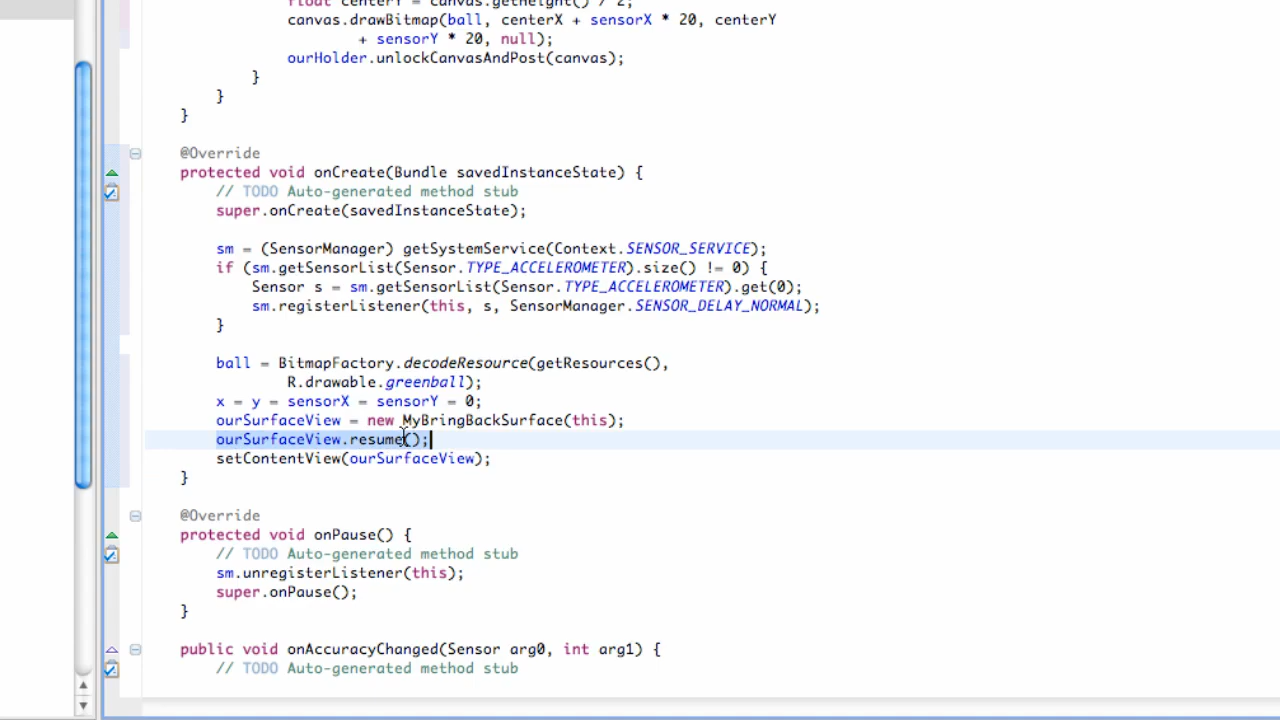 float centerY = canvas.getHeight() / 2;
canvas.drawBitmap(ball, centerX + sensorX * 20, centerY
+ sensorY * 20, null);
ourHolder.unlockCanvasAndPost(canvas);
}
}
}
@Override
protected void onCreate(Bundle savedInstanceState) {
// TODO Auto-generated method stub
super.onCreate(savedInstanceState);
sm = (SensorManager) getSystemService(Context.SENSOR_SERVICE);
if (sm.getSensorList(Sensor.TYPE_ACCELEROMETER).size() != 0) {
Sensor s = sm.getSensorList(Sensor.TYPE_ACCELEROMETER).get(0);
sm.registerListener(this, s, SensorManager.SENSOR_DELAY_NORMAL);
}
ball = BitmapFactory.decodeResource(getResources(),
R.drawable.greenball);
x = y = sensorX = sensorY = 0;
ourSurfaceView = new MyBringBackSurface(this);
ourSurfaceView.resume();
setContentView(ourSurfaceView);
}
@Override
protected void onPause() {
// TODO Auto-generated method stub
sm.unregisterListener(this);
super.onPause();
}
public void onAccuracyChanged(Sensor arg0, int arg1) {
// TODO Auto-generated method stub